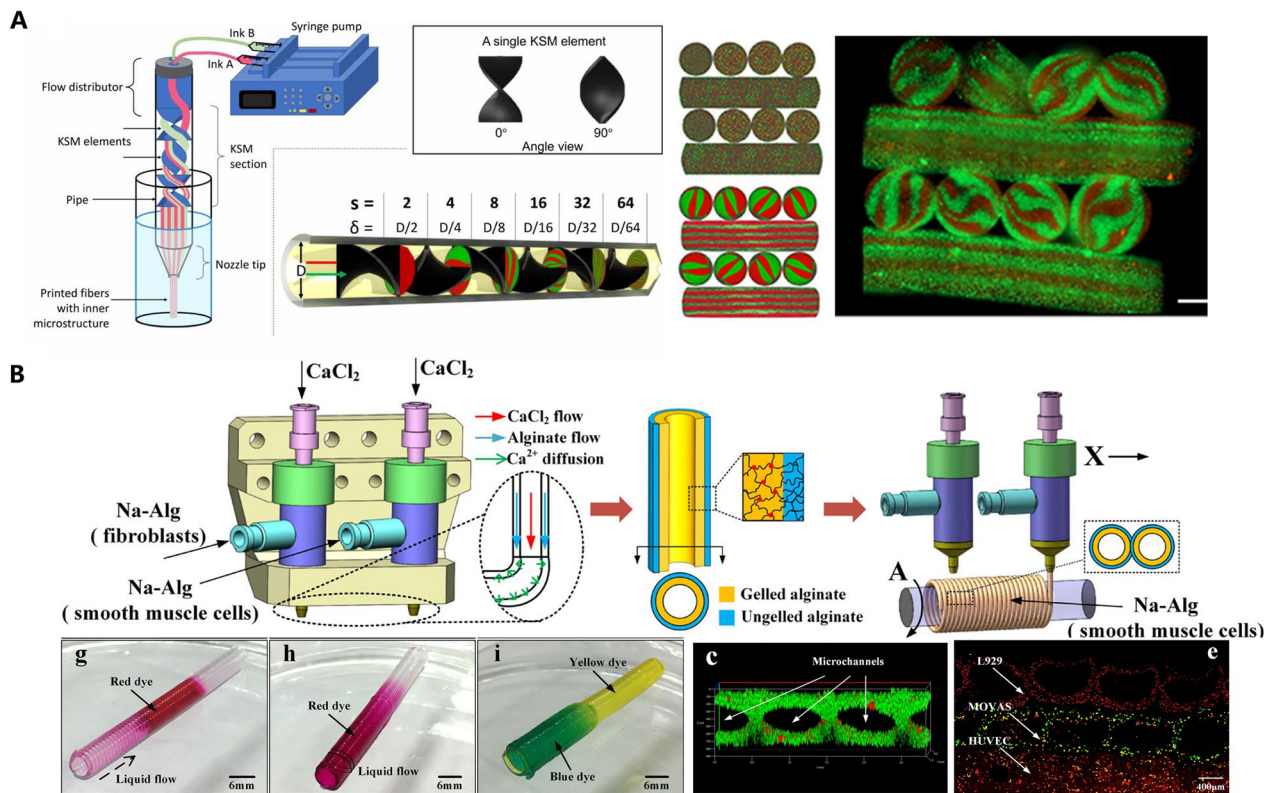 A
Ink B
Ink A
Syringe pump
Flow distributor
KSM elements
KSM
section
Pipe
Nozzle tip
Printed fibers
with inner
microstructure
A single KSM element
0°
90°
Angle view
s = 2 4 8 16 32 64
δ = D/2 D/4 D/8 D/16 D/32 D/64
D
B
CaCl₂
CaCl₂
CaCl₂ flow
Alginate flow
Ca²⁺ diffusion
Na-Alg
( fibroblasts)
Na-Alg
( smooth muscle cells)
Gelled alginate
Ungelled alginate
X
A
Na-Alg
( smooth muscle cells)
g
Red dye
Liquid flow
6mm
h
Red dye
Liquid flow
6mm
i
Yellow dye
Blue dye
6mm
c
Microchannels
e
L929
MOVAS
HUVEC
400μm